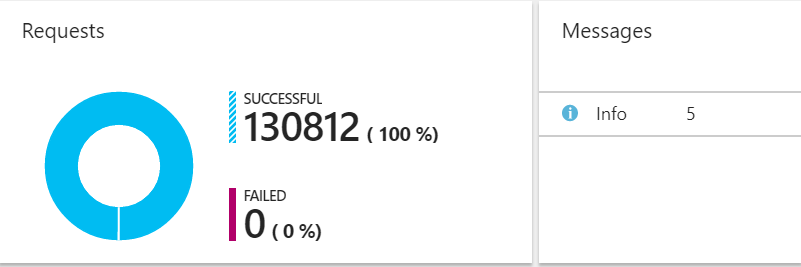 Requests
SUCCESSFUL
130812 ( 100 %)
FAILED
0 ( 0 %)
Messages
Info 5